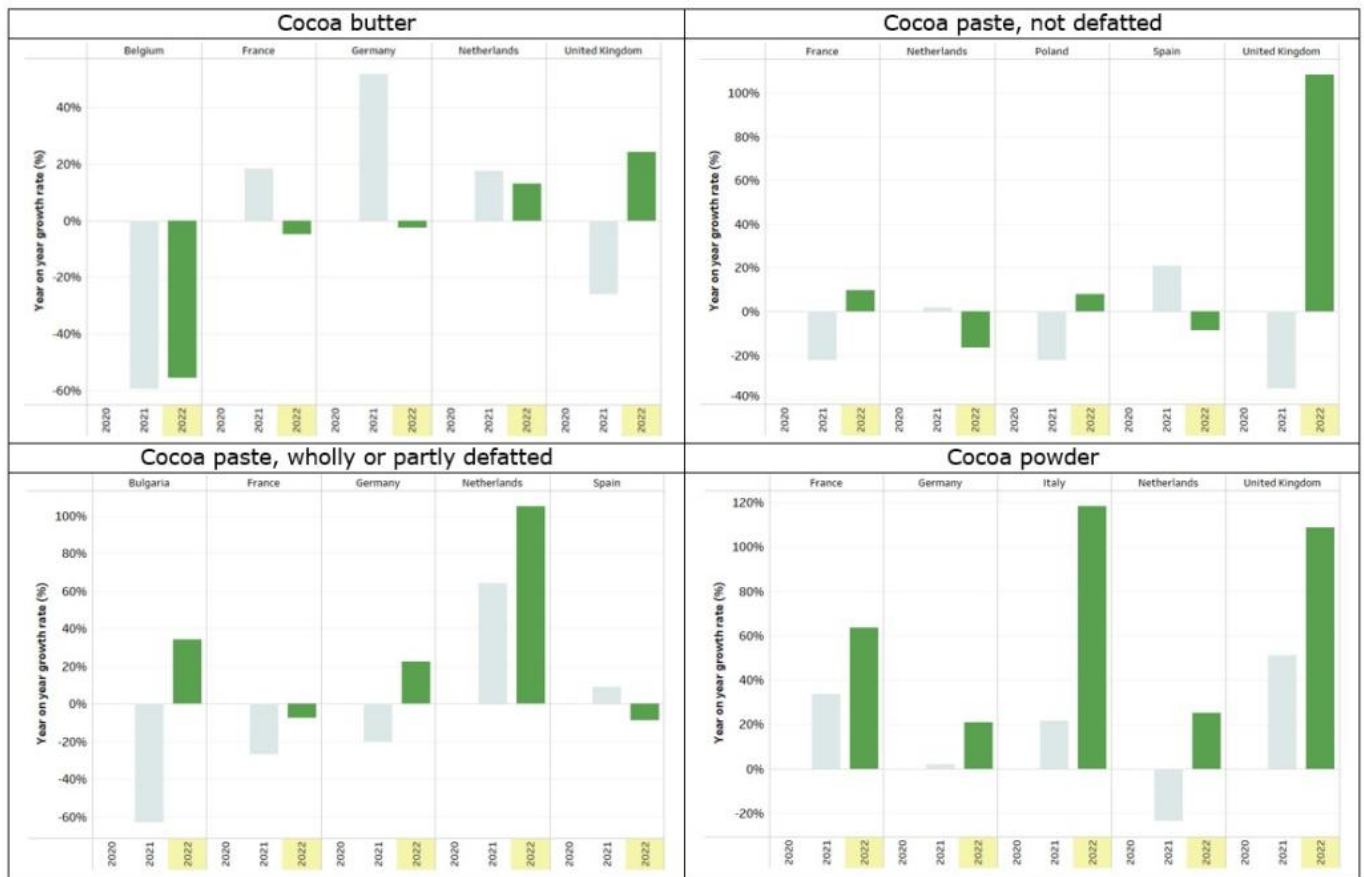 Cocoa butter
Belgium France Germany Netherlands United Kingdom
Year on year growth rate (%)
40%
20%
0%
-20%
-40%
-60%
2020 2021 2022 2020 2021 2022 2020 2021 2022 2020 2021 2022 2020 2021 2022
Cocoa paste, not defatted
France Netherlands Poland Spain United Kingdom
Year on year growth rate (%)
100%
80%
60%
40%
20%
0%
-20%
-40%
2020 2021 2022 2020 2021 2022 2020 2021 2022 2020 2021 2022 2020 2021 2022
Cocoa paste, wholly or partly defatted
Bulgaria France Germany Netherlands Spain
Year on year growth rate (%)
100%
80%
60%
40%
20%
0%
-20%
-40%
-60%
2020 2021 2022 2020 2021 2022 2020 2021 2022 2020 2021 2022 2020 2021 2022
Cocoa powder
France Germany Italy Netherlands United Kingdom
Year on year growth rate (%)
120%
100%
80%
60%
40%
20%
0%
-20%
2020 2021 2022 2020 2021 2022 2020 2021 2022 2020 2021 2022 2020 2021 2022